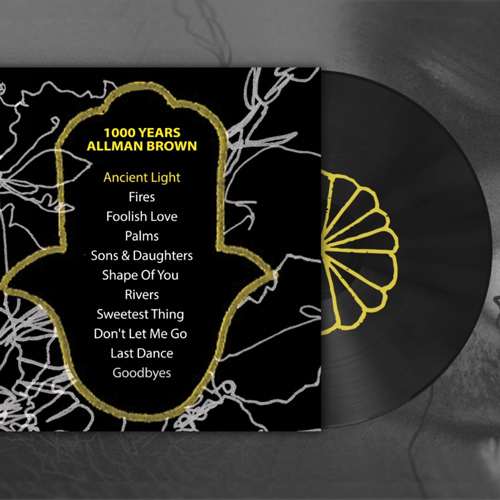 1000 YEARS
ALLMAN BROWN
Ancient Light
Fires
Foolish Love
Palms
Sons & Daughters
Shape Of You
Rivers
Sweetest Thing
Don't Let Me Go
Last Dance
Goodbyes